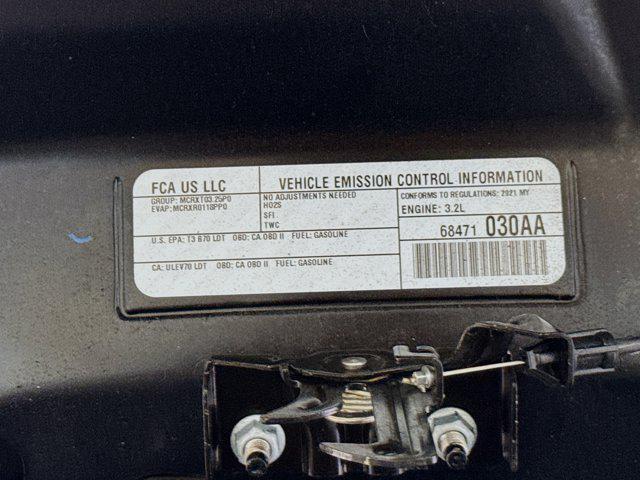 FCA US LLC
GROUP: MCRXT03.25P0
EVAP: MCRXR0118PP0
VEHICLE EMISSION CONTROL INFORMATION
NO ADJUSTMENTS NEEDED
HO2S
SFI
TWC
CONFORMS TO REGULATIONS: 2021 MY
ENGINE: 3.2L
68471 030AA
U.S. EPA: T3 B70 LDT OBD: CA OBD II FUEL: GASOLINE
CA: ULEV70 LDT OBD: CA OBD II FUEL: GASOLINE